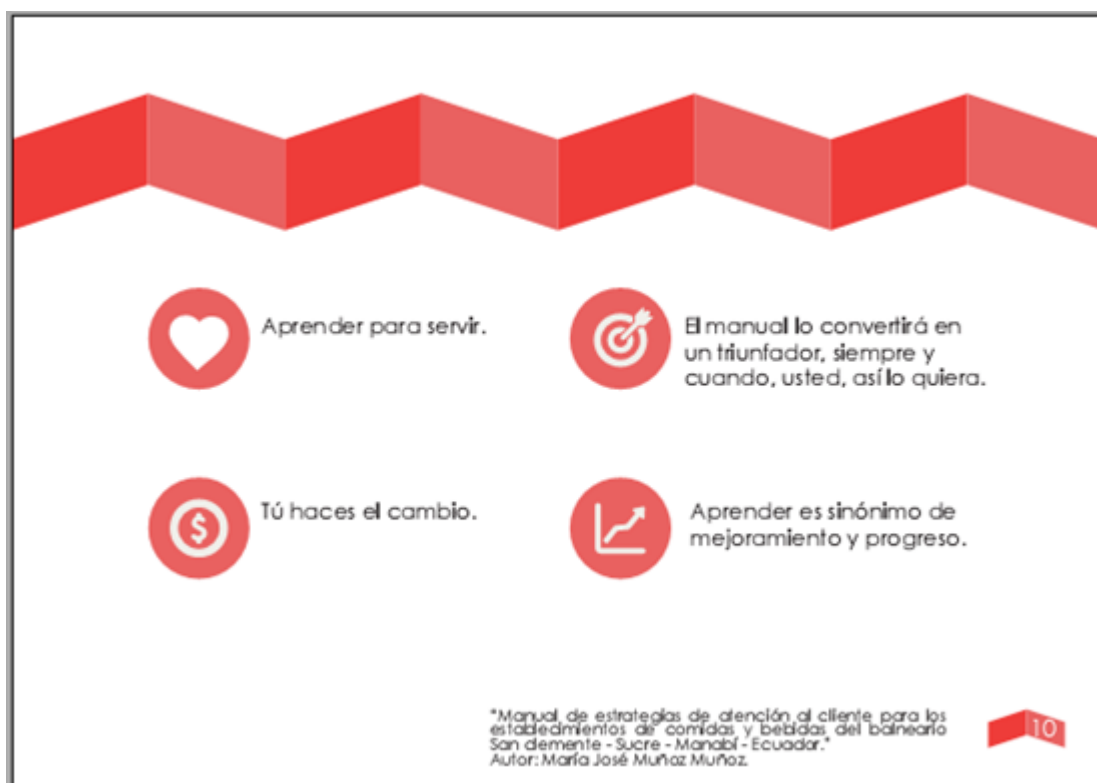 Aprender para servir.
El manual lo convertirá en
un triunfador, siempre y
cuando, usted, así lo quiera.
Tú haces el cambio.
$
Aprender es sinónimo de
mejoramiento y progreso.
"Manual de estrategias de atención al cliente para los
establecimientos de comidas y bebidas del balneario
San clemente - Sucre - Manabí - Ecuador."
Autor: María José Muñoz Muñoz.
10